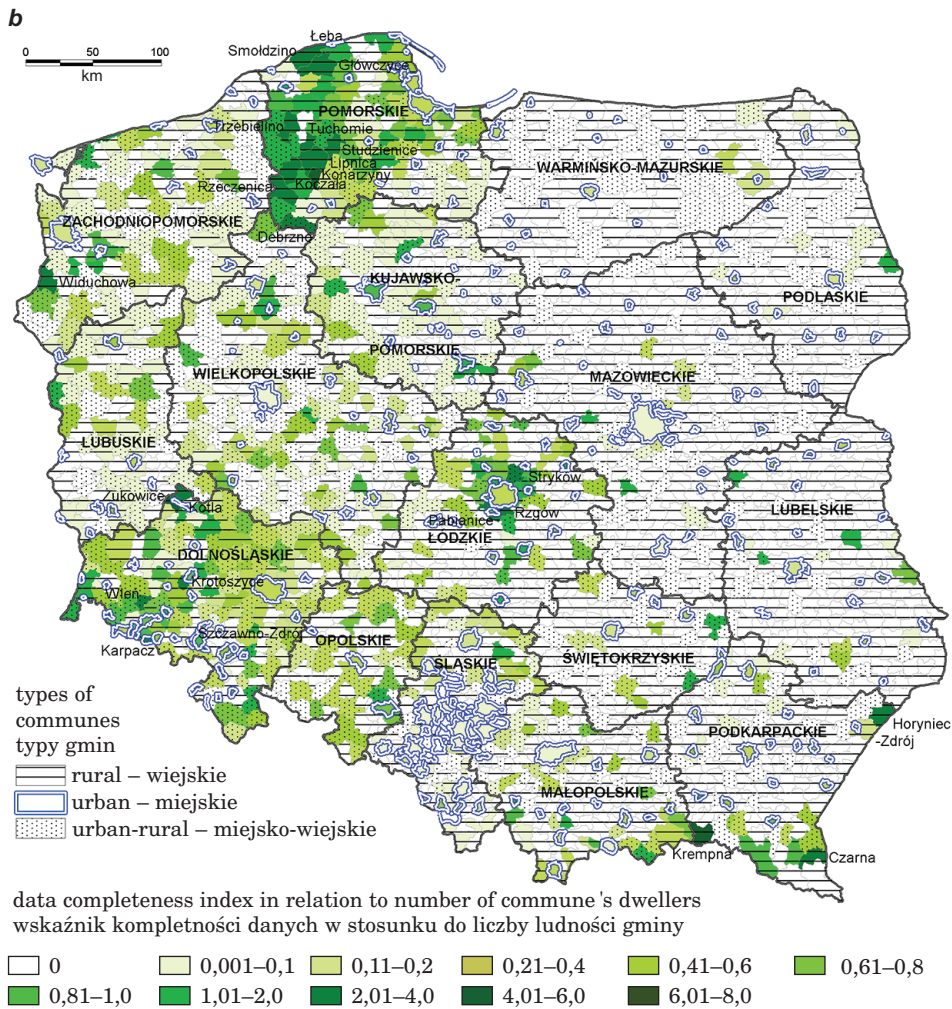 b
0 50 100
km
Łeba
Smołdzino
Główczyce
POMORSKIE
Trzebielino
Tuchomie
Studzienice
Lipnica
Konarzyny
Rzeczenica
Koczała
WARMIŃSKO-MAZURSKIE
ZACHODNIOPOMORSKIE
Debrzno
KUJAWSKO-
Widuchowa
PODLASKIE
POMORSKIE
WIELKOPOLSKIE
MAZOWIECKIE
LUBUSKIE
Stryków
Żukowice
Kotla
Rzgów
Pabianice
LUBELSKIE
ŁÓDZKIE
DOLNOŚLĄSKIE
Krotoszyce
Wleń
Szczawno-Zdrój
OPOLSKIE
Karpacz
ŚLĄSKIE
ŚWIĘTOKRZYSKIE
types of
communes
typy gmin
rural – wiejskie
urban – miejskie
urban-rural – miejsko-wiejskie
Horyniec
-Zdrój
PODKARPACKIE
MAŁOPOLSKIE
Krempna
Czarna
data completeness index in relation to number of commune's dwellers
wskaźnik kompletności danych w stosunku do liczby ludności gminy
0 0,001–0,1 0,11–0,2 0,21–0,4 0,41–0,6 0,61–0,8
0,81–1,0 1,01–2,0 2,01–4,0 4,01–6,0 6,01–8,0